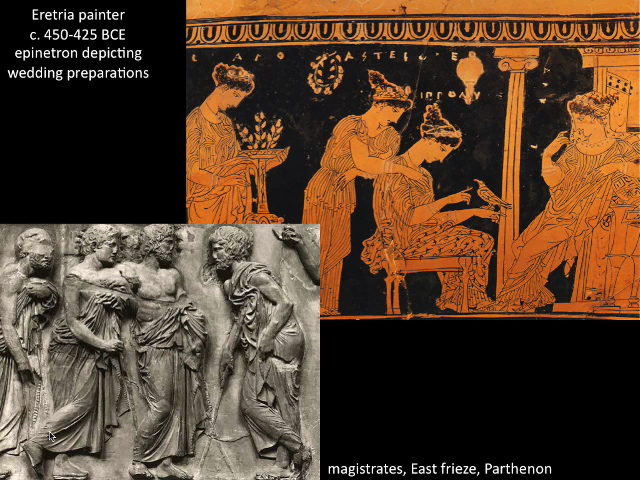 Eretria painter
c. 450-425 BCE
epinetron depicting
wedding preparations
magistrates, East frieze, Parthenon